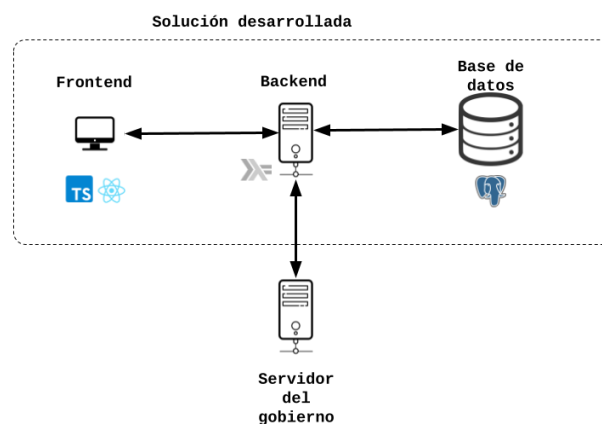 Solución desarrollada
Frontend
Backend
Base de
datos
TS
Servidor
del
gobierno